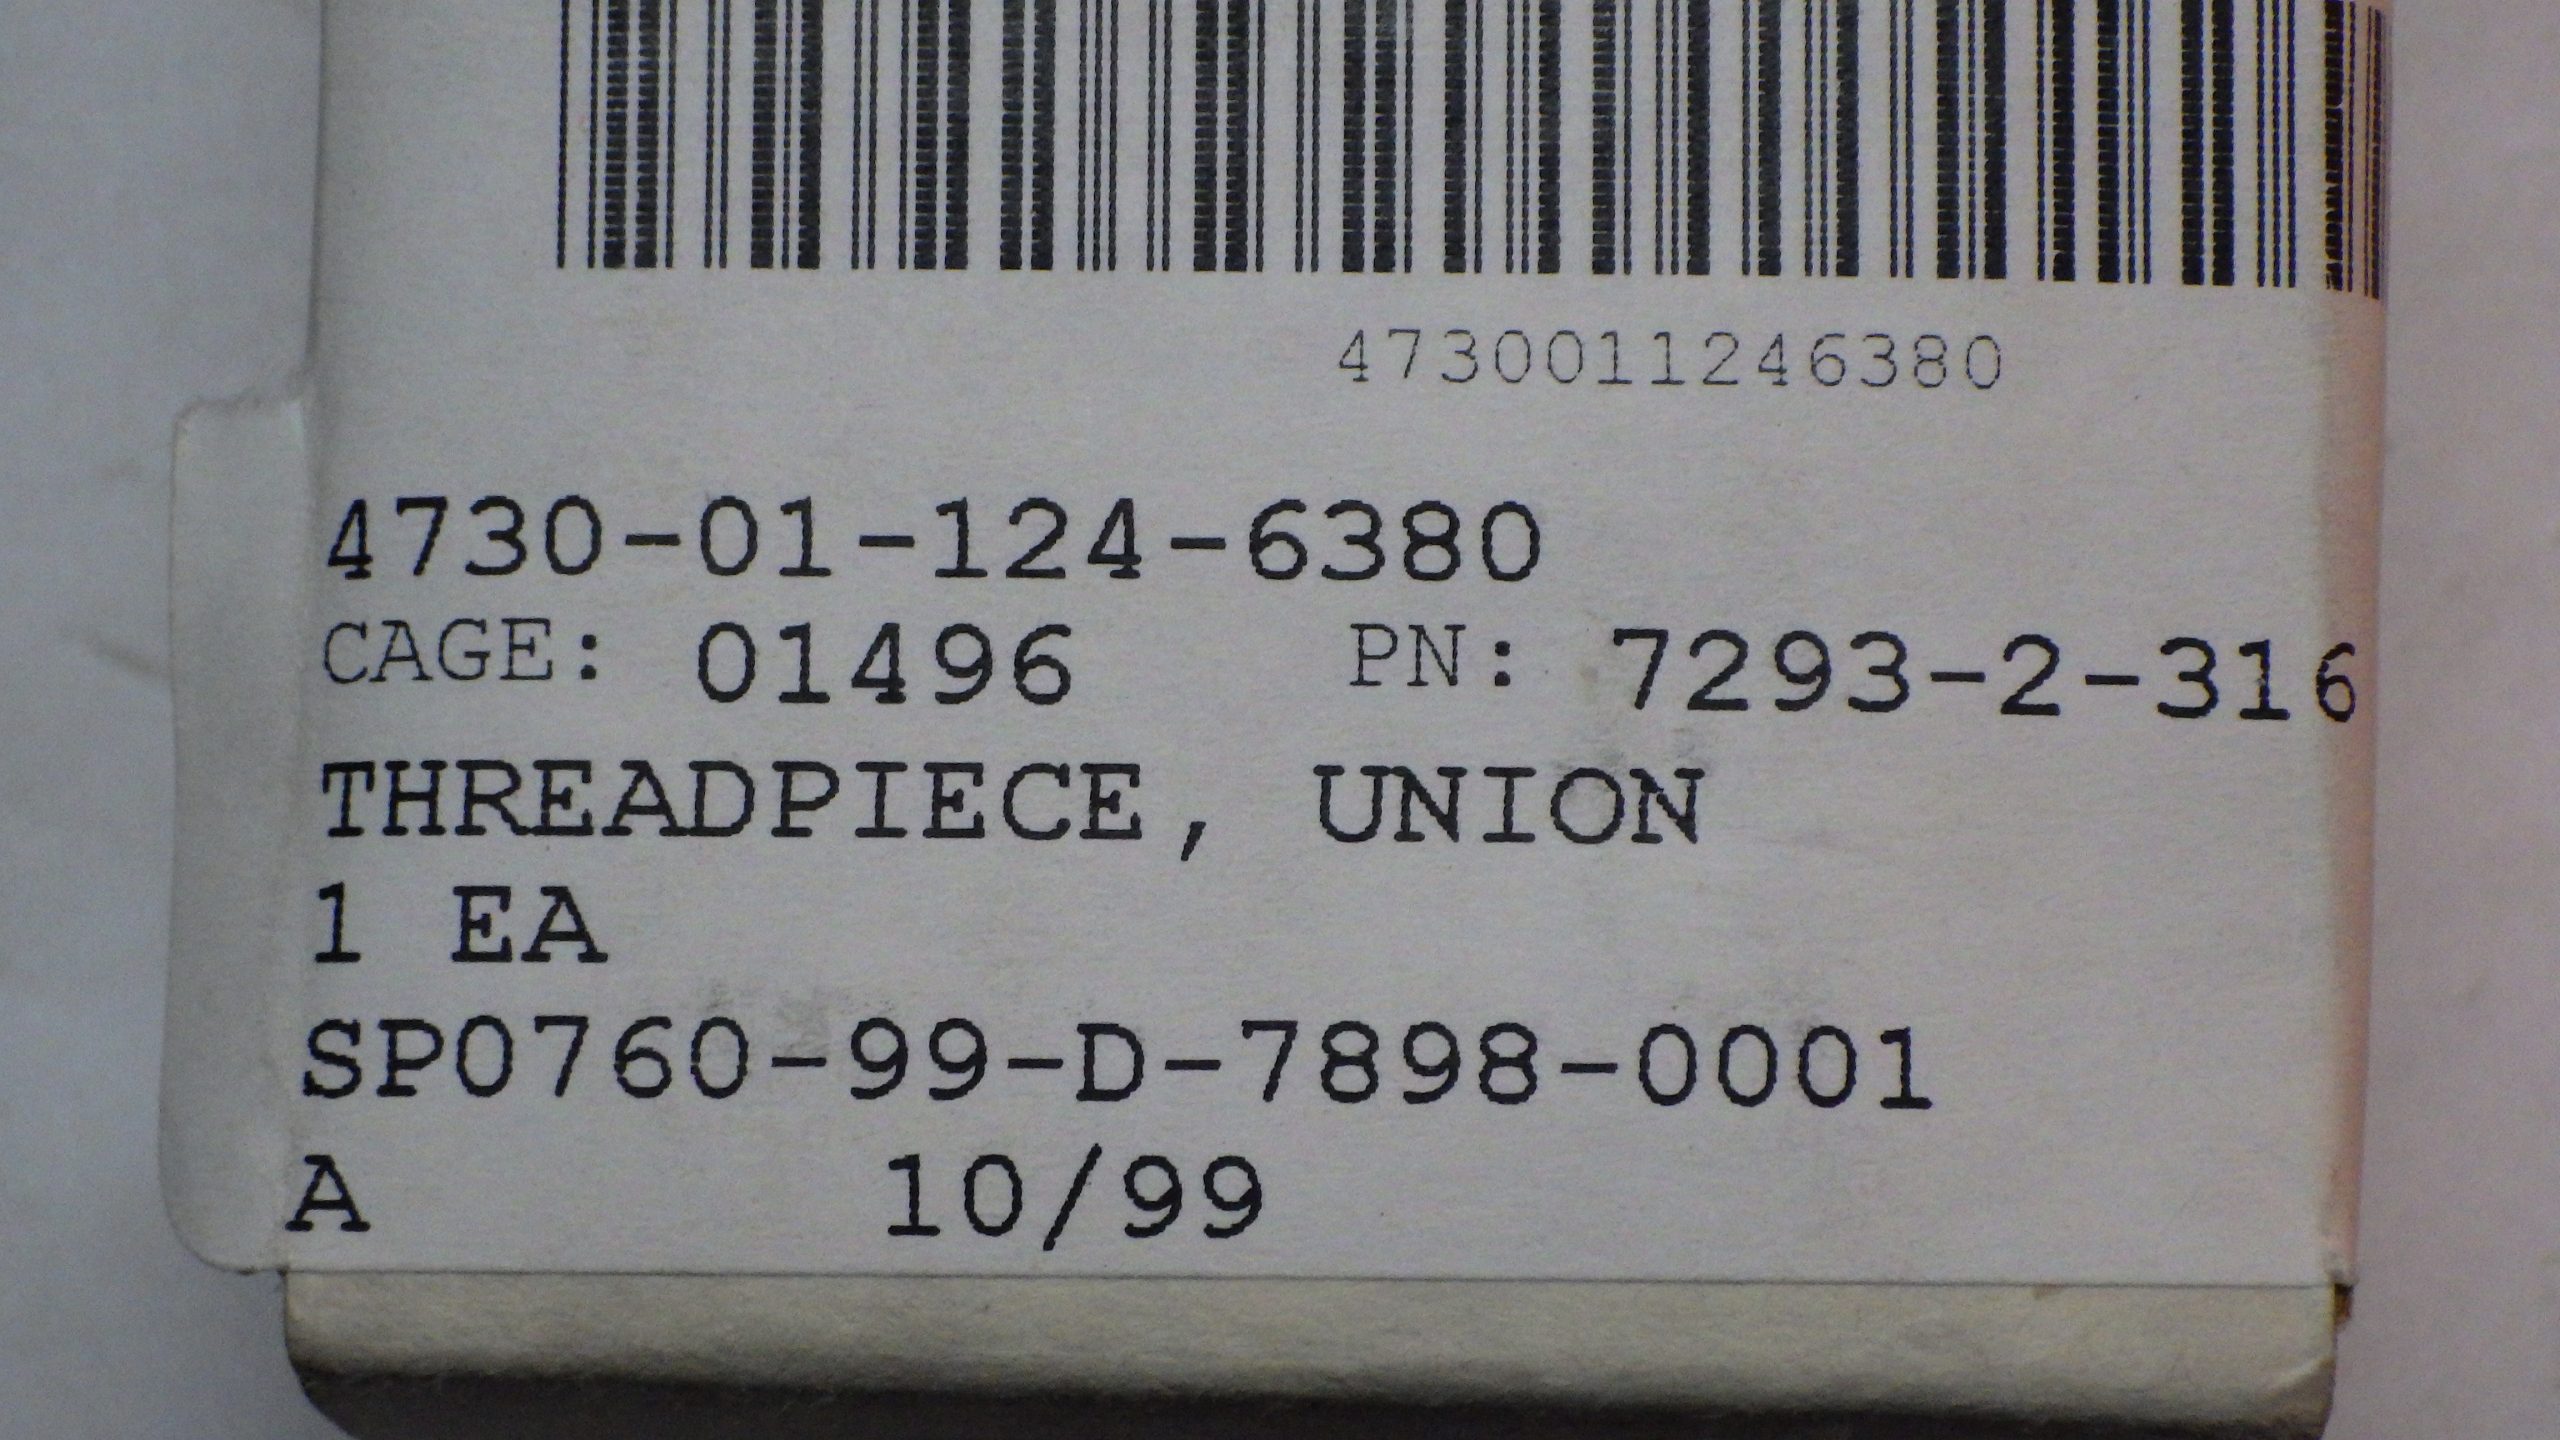 4730011246380
4730-01-124-6380
CAGE: 01496 PN: 7293-2-316
THREADPIECE, UNION
1 EA
SP0760-99-D-7898-0001
A 10/99